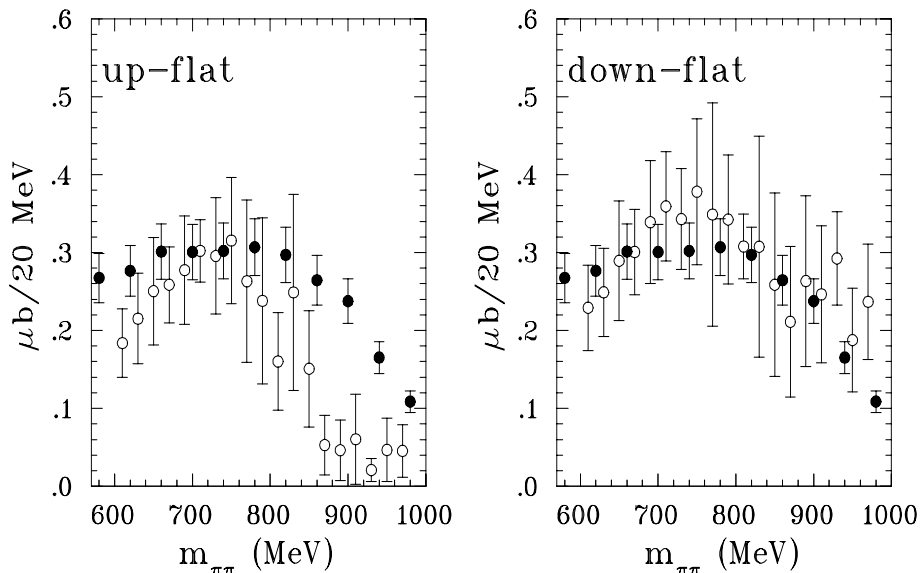 .6
up-flat
.5
.4
.3
.2
.1
.0
μb/20 MeV
600 700 800 900 1000
m_ππ (MeV)
.6
down-flat
.5
.4
.3
.2
.1
.0
μb/20 MeV
600 700 800 900 1000
m_ππ (MeV)